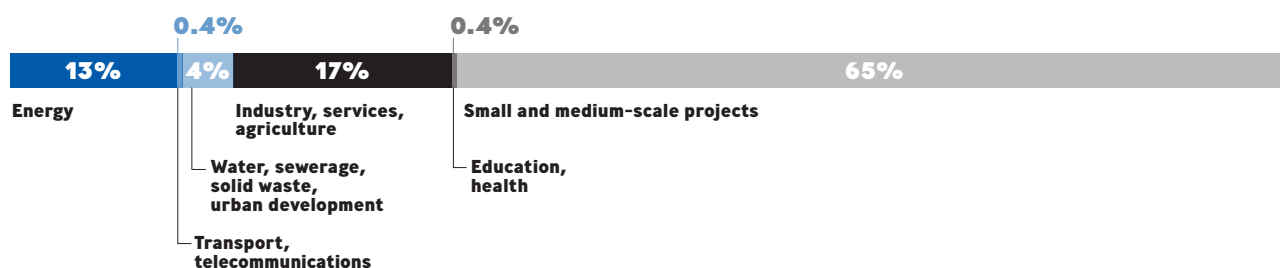 0.4% 0.4%
13% 4% 17% 65%
Energy
Industry, services,
agriculture
Small and medium-scale projects
Water, sewerage,
solid waste,
urban development
Education,
health
Transport,
telecommunications